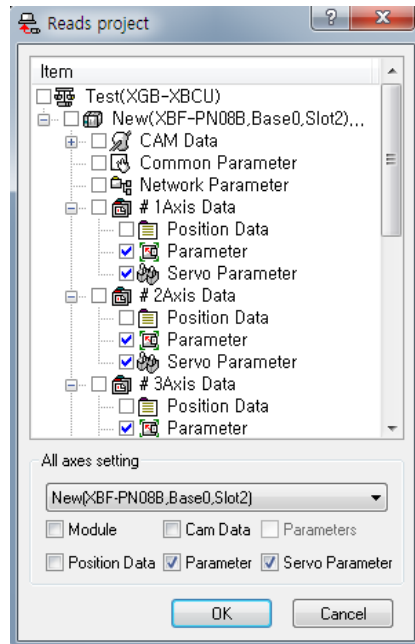 Reads project
Item
Test(XGB-XBCU)
New(XBF-PN08B,Base0,Slot2)...
CAM Data
Common Parameter
Network Parameter
# 1Axis Data
Position Data
Parameter
Servo Parameter
# 2Axis Data
Position Data
Parameter
Servo Parameter
# 3Axis Data
Position Data
Parameter
All axes setting
New(XBF-PN08B,Base0,Slot2)
Module Cam Data Parameters
Position Data Parameter Servo Parameter
OK Cancel